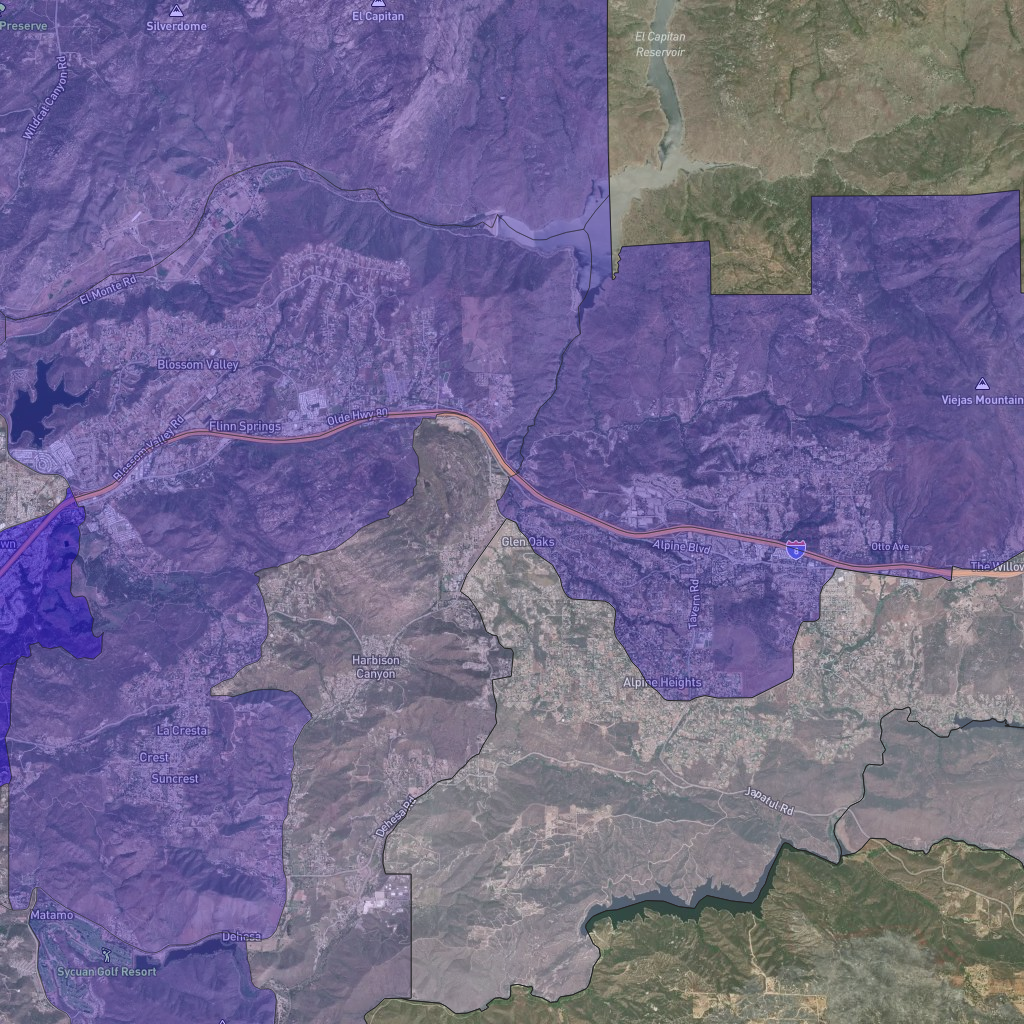 Preserve
Silverdome
El Capitan
El Capitan
Reservoir
Wildcat Canyon Rd
El Monte Rd
Blossom Valley
Viejas Mountain
Olde Hwy 80
Flinn Springs
Blossom Valley Rd
wn
Glen Oaks
Alpine Blvd
6
Otto Ave
The Willow
Tavern Rd
Harbison
Canyon
Alpine Heights
La Cresta
Crest
Suncrest
Japatul Rd
Dehesa Rd
Matamo
Dehesa
Sycuan Golf Resort